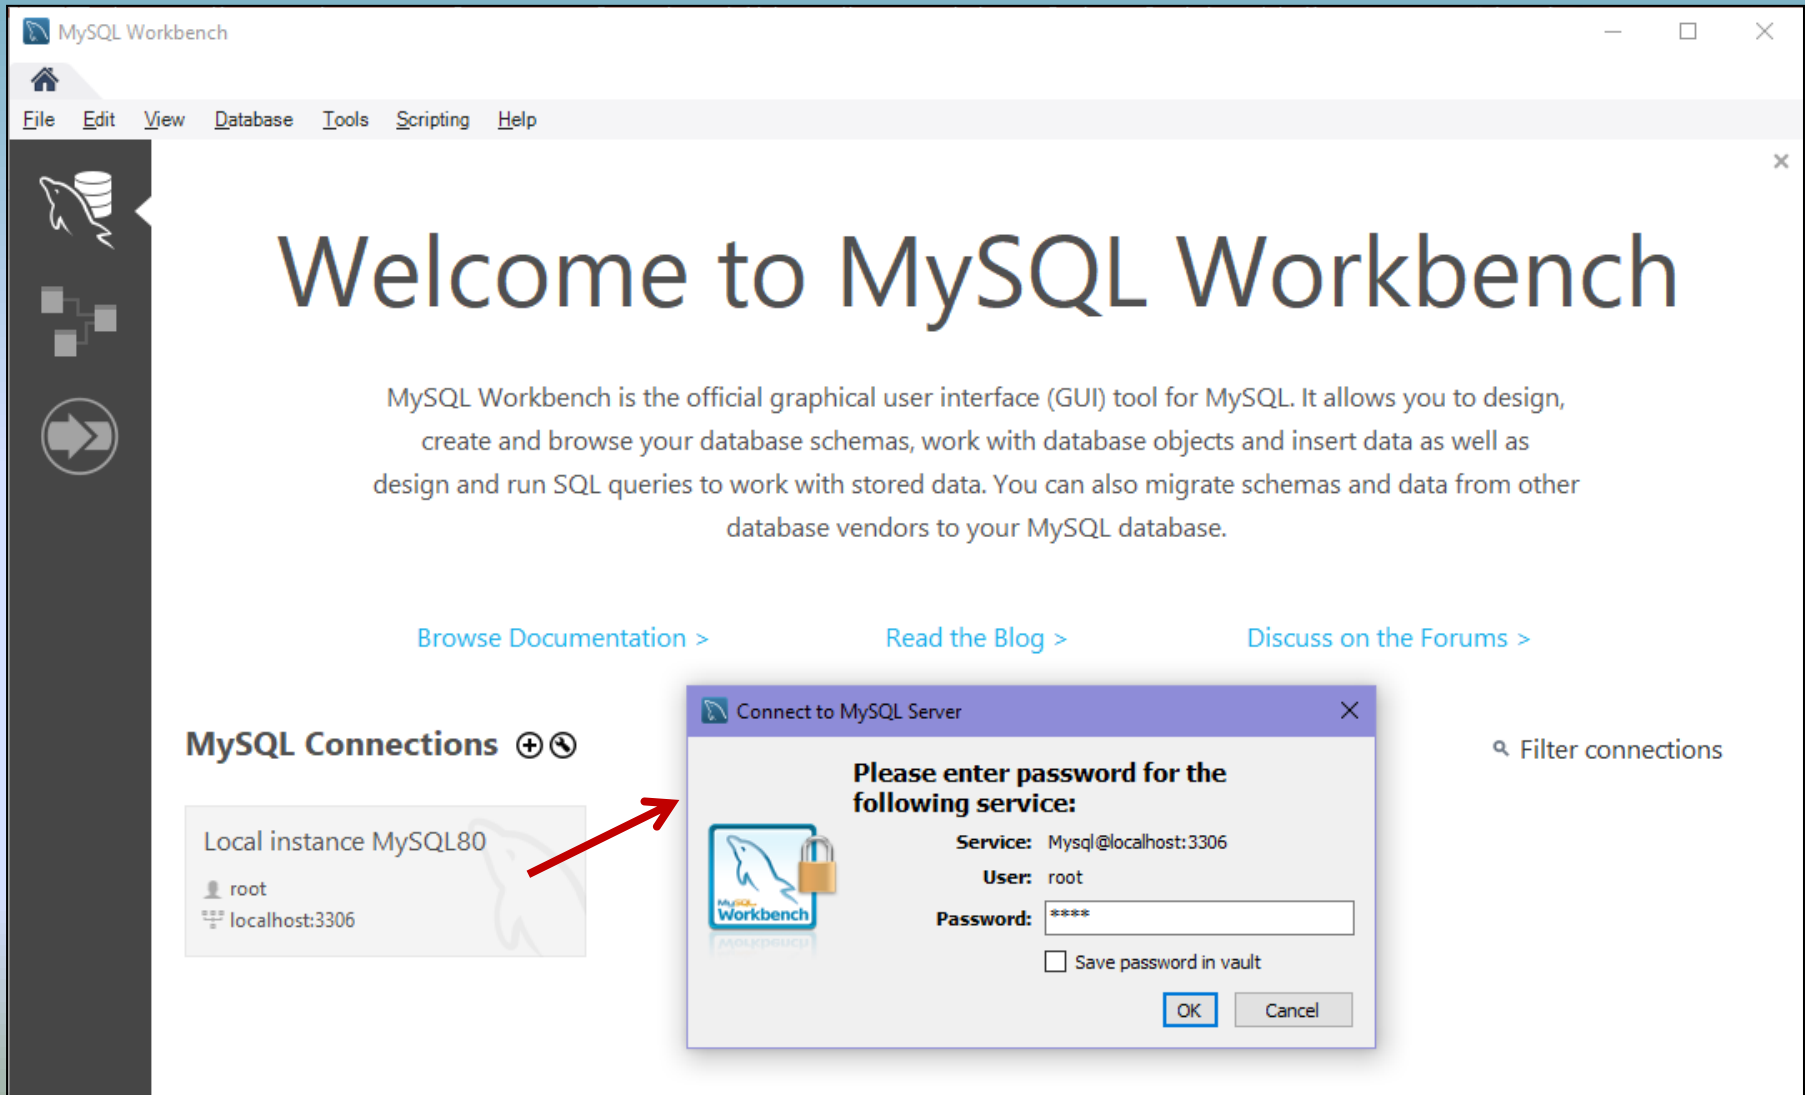 MySQL Workbench
File Edit View Database Tools Scripting Help
Welcome to MySQL Workbench
MySQL Workbench is the official graphical user interface (GUI) tool for MySQL. It allows you to design,
create and browse your database schemas, work with database objects and insert data as well as
design and run SQL queries to work with stored data. You can also migrate schemas and data from other
database vendors to your MySQL database.
Browse Documentation > Read the Blog > Discuss on the Forums >
MySQL Connections
Filter connections
Local instance MySQL80
root
localhost:3306
Connect to MySQL Server
Please enter password for the
following service:
Service: Mysql@localhost:3306
User: root
Password: ****
Save password in vault
OK Cancel
MySQL
Workbench